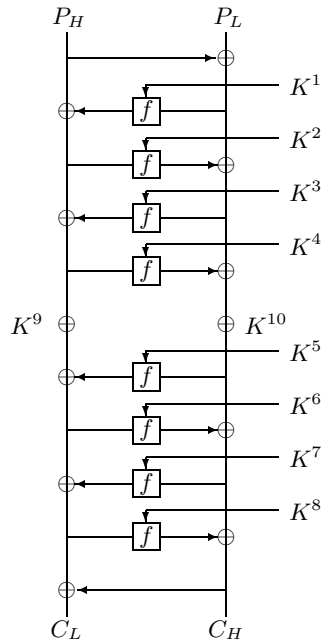 P_H P_L
K^1
f
K^2
f
K^3
f
K^4
f
K^9 K^10
K^5
f
K^6
f
K^7
f
K^8
f
C_L C_H